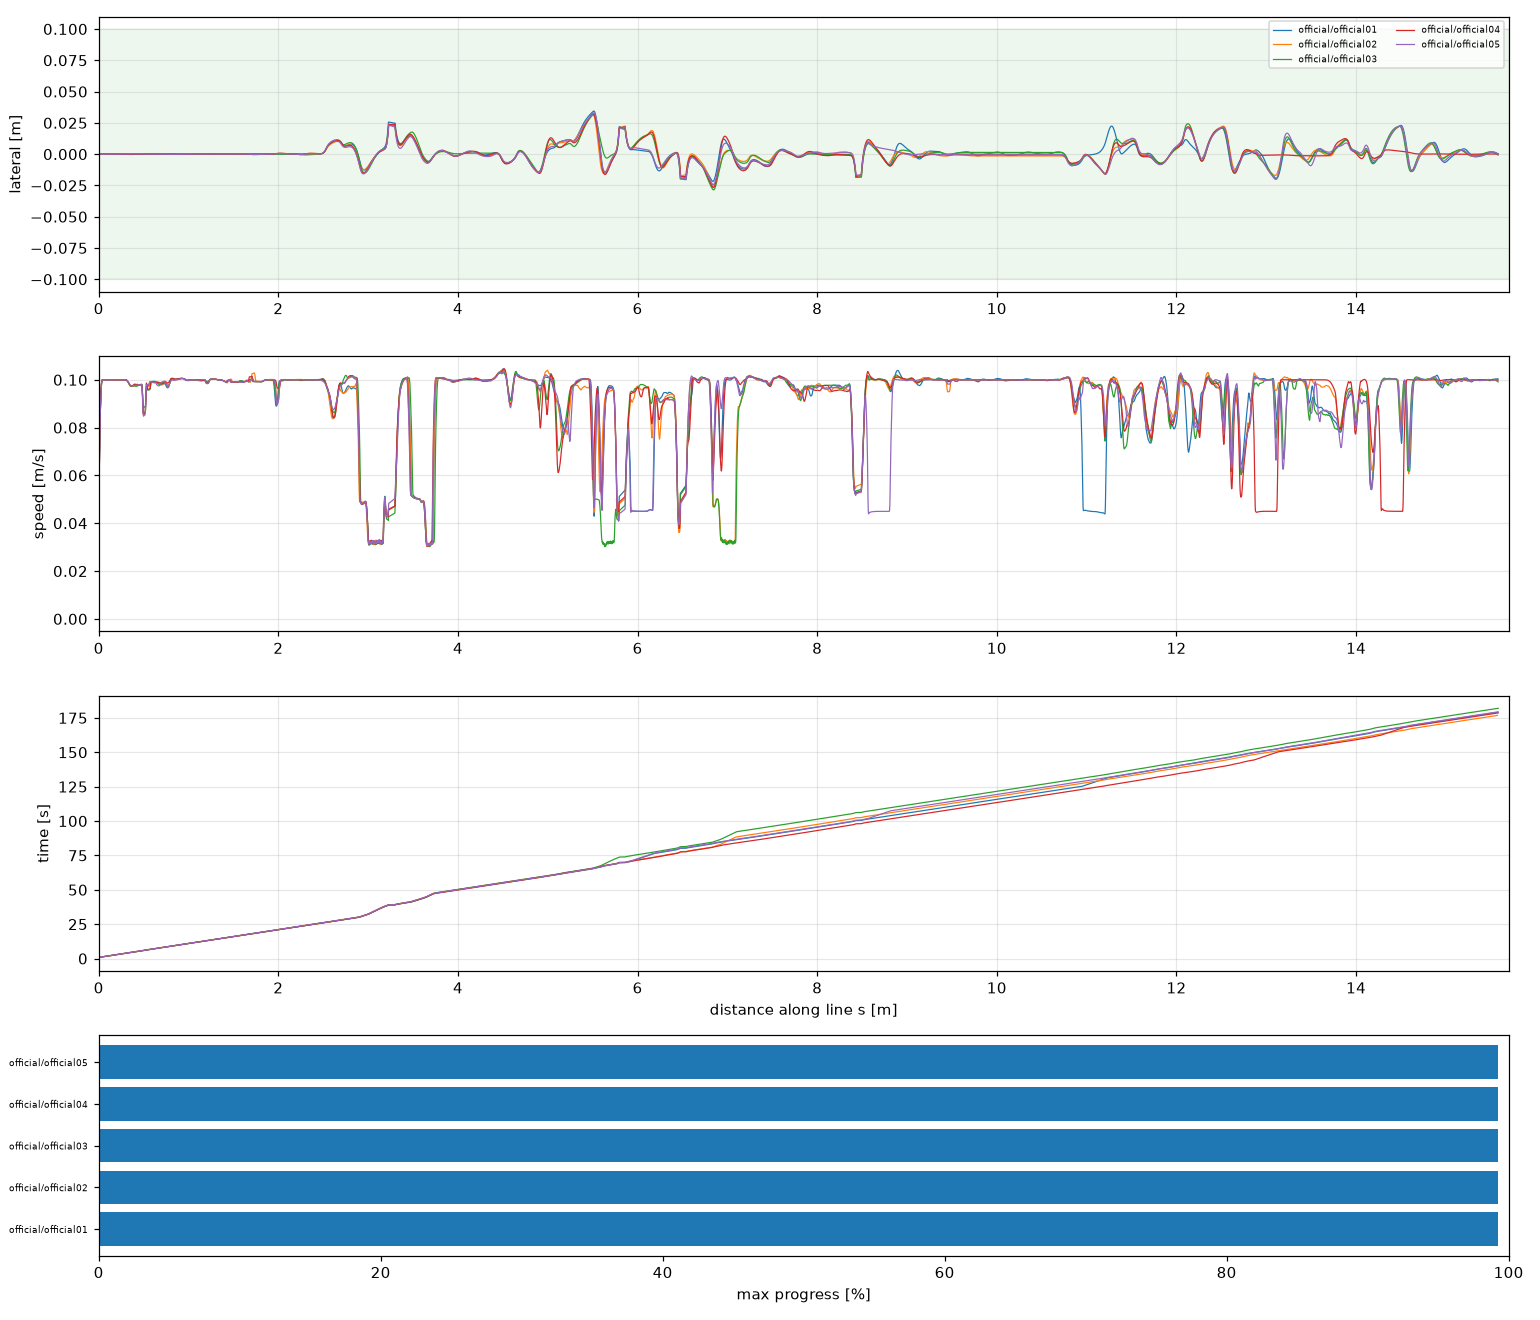 0.100
0.075
0.050
0.025
0.000
−0.025
−0.050
−0.075
−0.100
lateral [m]
official/official01
official/official02
official/official03
official/official04
official/official05
0 2 4 6 8 10 12 14
0.10
0.08
0.06
0.04
0.02
0.00
speed [m/s]
0 2 4 6 8 10 12 14
175
150
125
100
75
50
25
0
time [s]
0 2 4 6 8 10 12 14
distance along line s [m]
official/official05
official/official04
official/official03
official/official02
official/official01
0 20 40 60 80 100
max progress [%]